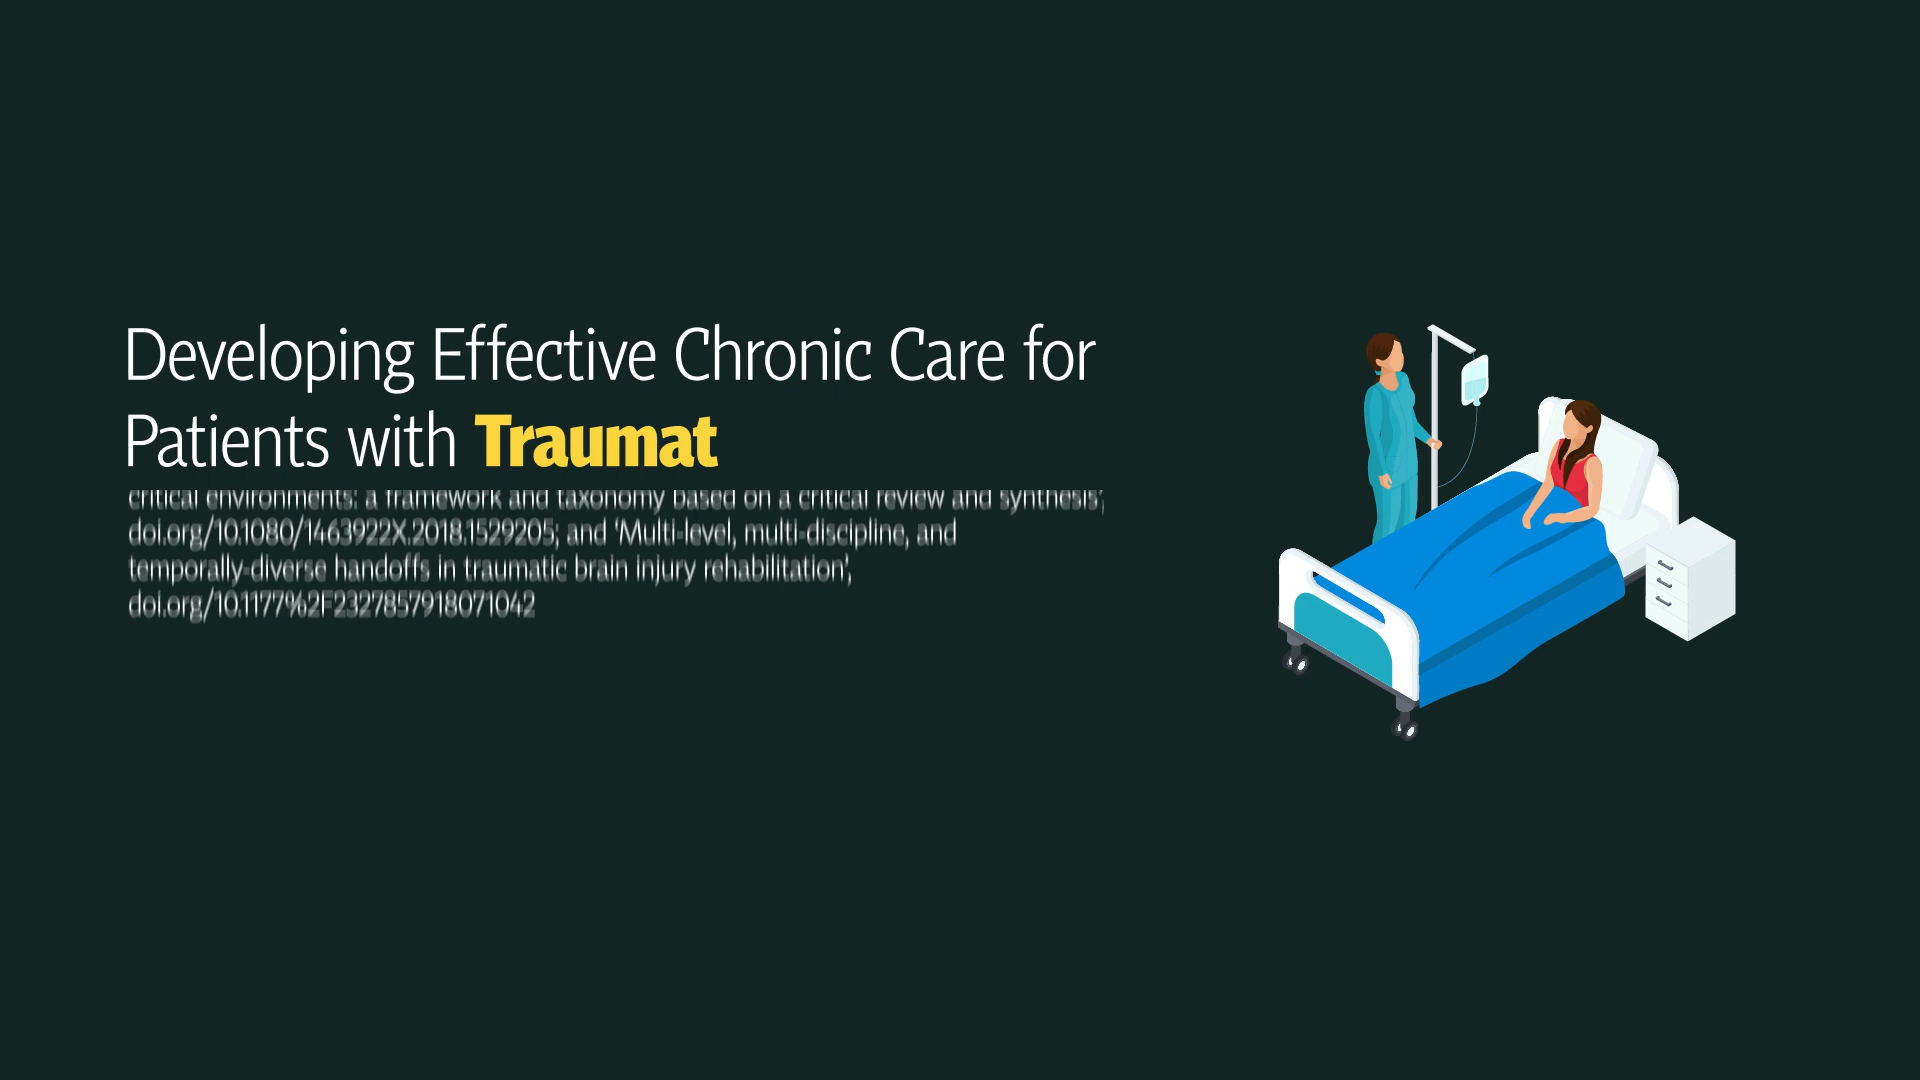 Developing Effective Chronic Care for
Patients with Traumat
critical environments: a framework and taxonomy based on a critical review and synthesis',
doi.org/10.1080/1463922X.2018.1529205; and ‘Multi-level, multi-discipline, and
temporally-diverse handoffs in traumatic brain injury rehabilitation’,
doi.org/10.1177%2F2327857918071042